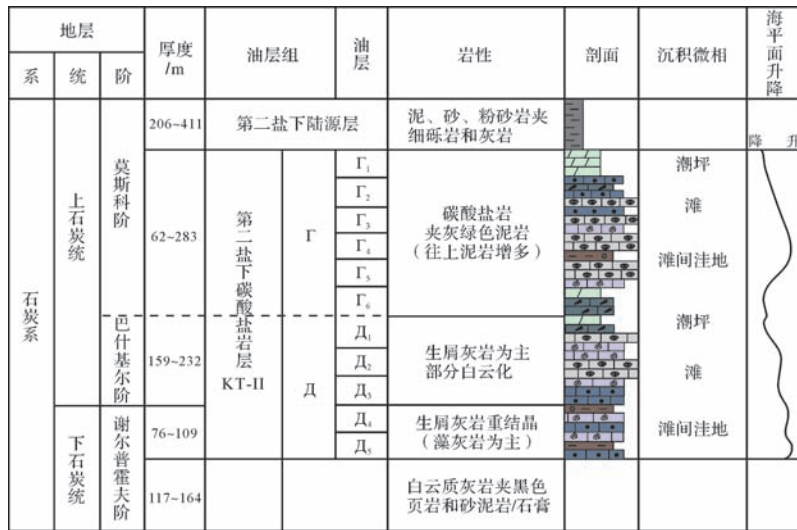 地层
厚度
/m
油层组
油层
岩性
剖面
沉积微相
海平面升降
系
统
阶
降 升
石炭系
上石炭统
下石炭统
莫斯科阶
巴什基尔阶
谢尔普霍夫阶
206~411
第二盐下陆源层
泥、砂、粉砂岩夹
细砾岩和灰岩
62~283
第二盐下碳酸盐岩层
KT-II
Г
Г₁
Г₂
Г₃
Г₄
Г₅
Г₆
碳酸盐岩
夹灰绿色泥岩
(往上泥岩增多)
潮坪
滩
滩间洼地
159~232
Д
Д₁
Д₂
Д₃
生屑灰岩为主
部分白云化
潮坪
滩
76~109
Д₄
Д₅
生屑灰岩重结晶
(藻灰岩为主)
滩间洼地
117~164
白云质灰岩夹黑色
页岩和砂泥岩/石膏